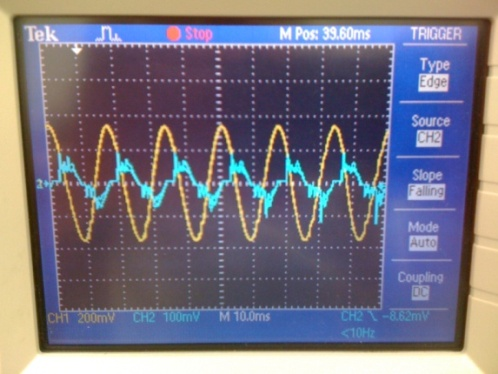 Tek Stop M Pos: 39.60ms TRIGGER
Type
Edge
Source
CH2
Slope
Falling
Mode
Auto
Coupling
DC
2
CH1 200mV CH2 100mV M 10.0ms CH2 \ -8.62mV
<10Hz